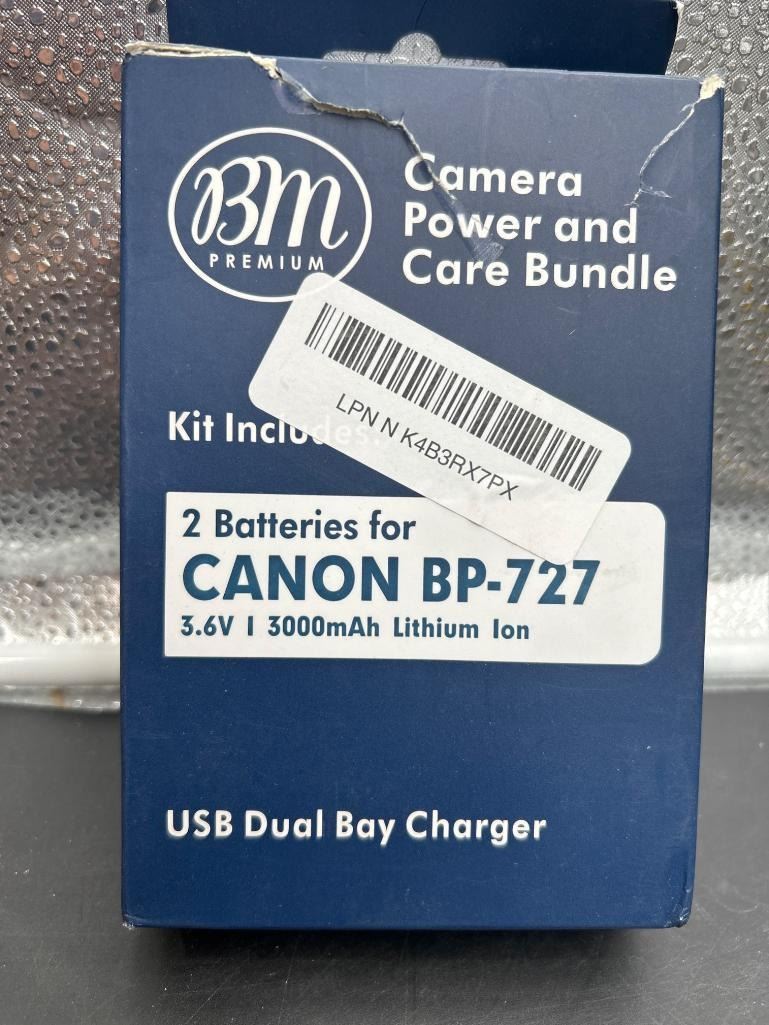 BM
PREMIUM
Camera
Power and
Care Bundle
LPN N K4B3RX7PX
Kit Includes:
2 Batteries for
CANON BP-727
3.6V | 3000mAh Lithium Ion
USB Dual Bay Charger